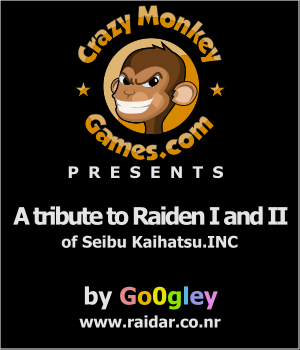 Crazy Monkey
Games.com
PRESENTS
A tribute to Raiden I and II
of Seibu Kaihatsu.INC
by Go0gley
www.raidar.co.nr